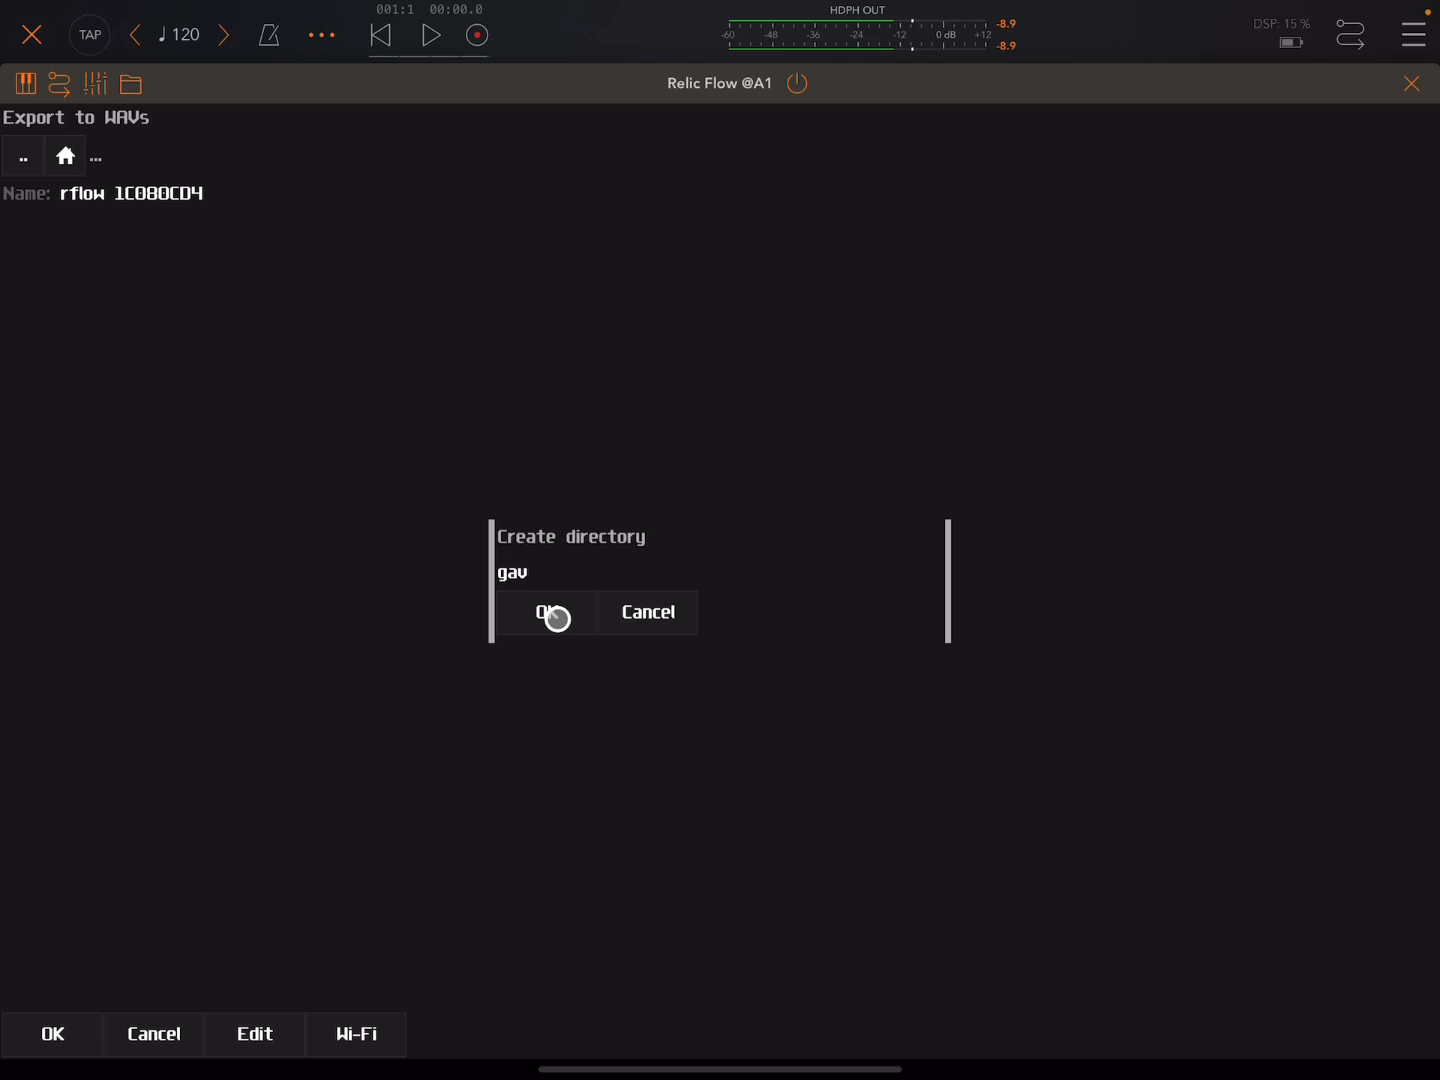 001:1 00:00.0
HDPH OUT
TAP
120
-60 -48 -36 -24 -12 0 dB +12
-8.9
-8.9
DSP: 15 %
Relic Flow @A1
Export to WAVs
.. ...
Name: rflow 1C080CD4
Create directory
gav
OK Cancel
OK Cancel Edit Wi-Fi